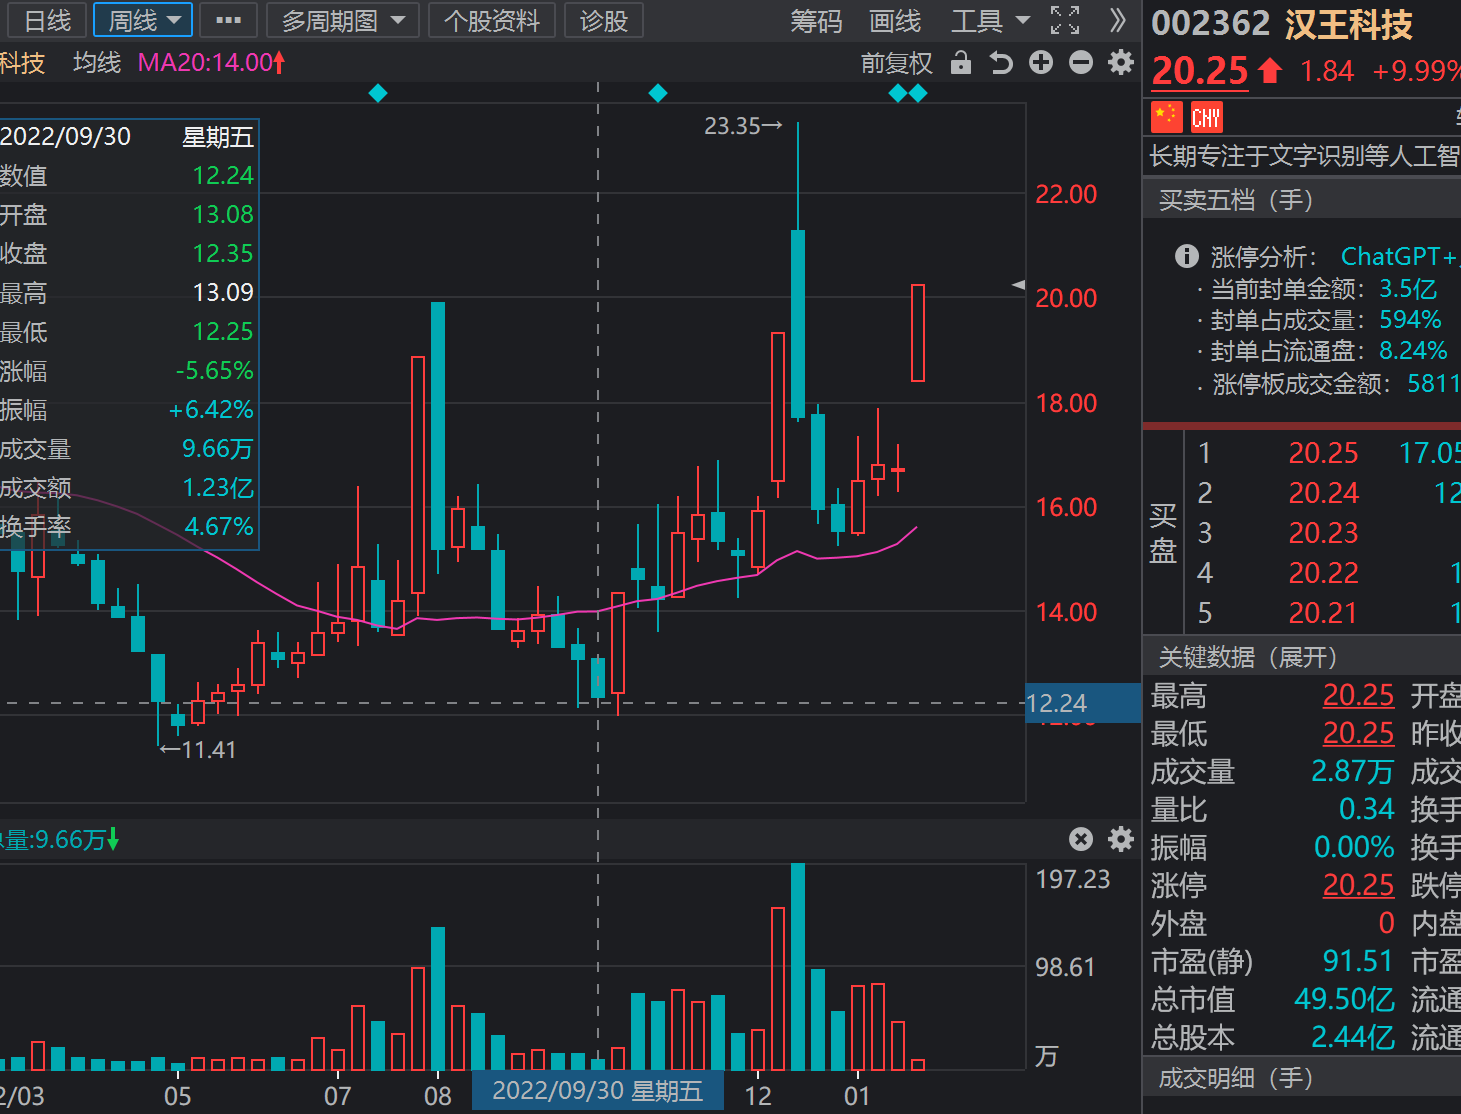 日线 周线 ••• 多周期图 个股资料 诊股 筹码 画线 工具
科技 均线 MA20:14.00 前复权
23.35→
22.00
20.00
18.00
16.00
14.00
12.24
←11.41
2022/09/30 星期五
数值 12.24
开盘 13.08
收盘 12.35
最高 13.09
最低 12.25
涨幅 -5.65%
振幅 +6.42%
成交量 9.66万
成交额 1.23亿
换手率 4.67%
量:9.66万
197.23
98.61
万
/03 05 07 08 2022/09/30 星期五 12 01
002362 汉王科技
20.25 1.84 +9.99%
CNY
长期专注于文字识别等人工智
买卖五档（手）
涨停分析： ChatGPT+
· 当前封单金额： 3.5亿
· 封单占成交量： 594%
· 封单占流通盘： 8.24%
· 涨停板成交金额： 5811
买盘
1 20.25 17.05
2 20.24 12
3 20.23
4 20.22 1
5 20.21 1
关键数据（展开）
最高 20.25 开盘
最低 20.25 昨收
成交量 2.87万 成交
量比 0.34 换手
振幅 0.00% 换手
涨停 20.25 跌停
外盘 0 内盘
市盈(静) 91.51 市盈
总市值 49.50亿 流通
总股本 2.44亿 流通
成交明细（手）